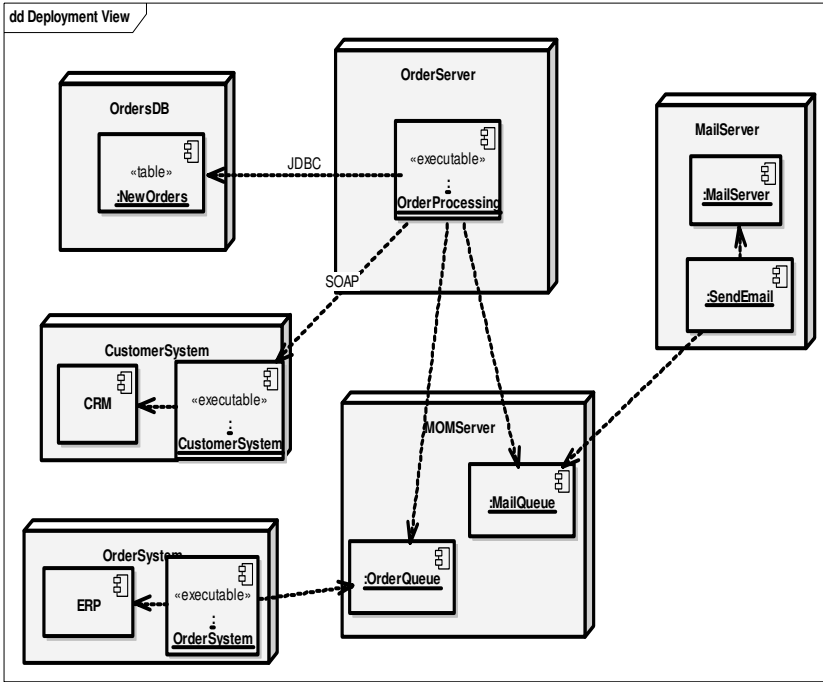 dd Deployment View
OrderServer
OrdersDB
MailServer
«table»
:NewOrders
JDBC
«executable»
:
OrderProcessing
:MailServer
:SendEmail
SOAP
CustomerSystem
CRM
«executable»
:
CustomerSystem
MOMServer
:MailQueue
:OrderQueue
OrderSystem
ERP
«executable»
:
OrderSystem